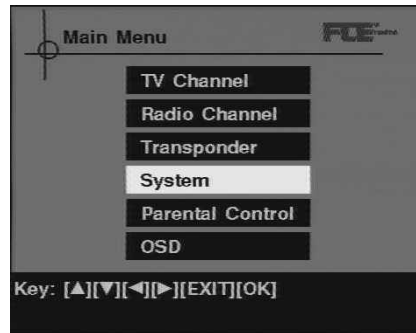 Main Menu
TV Channel
Radio Channel
Transponder
System
Parental Control
OSD
Key: [▲][▼][◄][►][EXIT][OK]